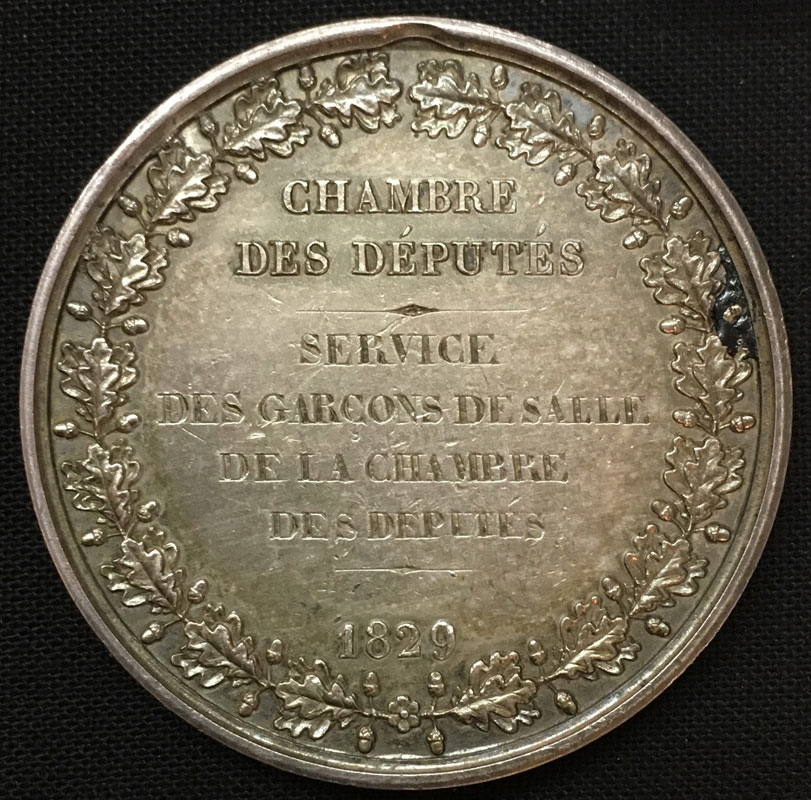 CHAMBRE
DES DÉPUTÉS
SERVICE
DES GARÇONS DE SALLE
DE LA CHAMBRE
DES DÉPUTÉS
1829